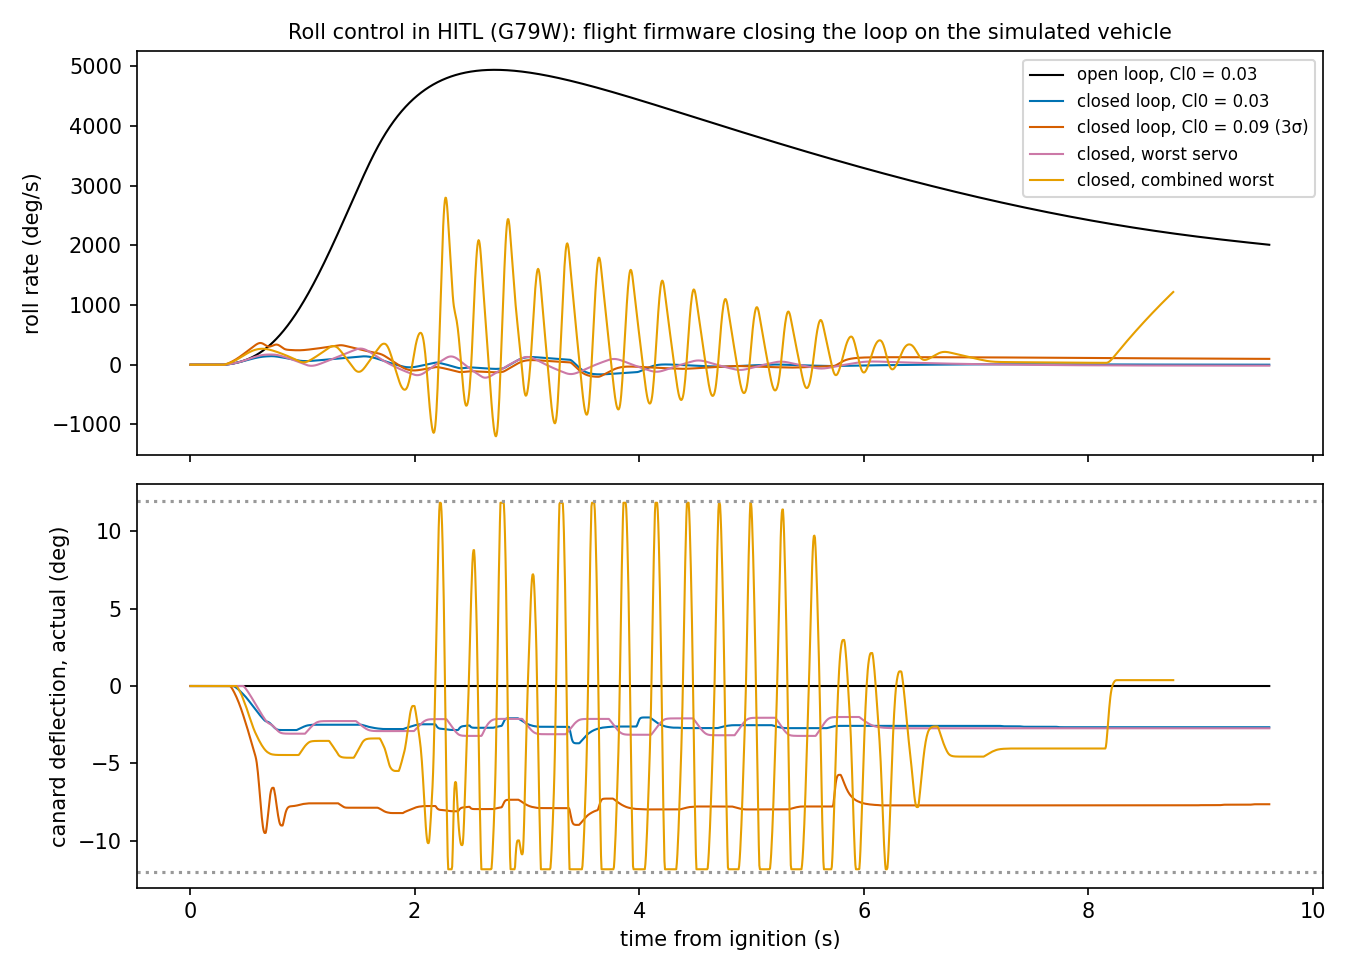 Roll control in HITL (G79W): flight firmware closing the loop on the simulated vehicle
roll rate (deg/s)
5000
4000
3000
2000
1000
0
−1000
open loop, Cl0 = 0.03
closed loop, Cl0 = 0.03
closed loop, Cl0 = 0.09 (3σ)
closed, worst servo
closed, combined worst
canard deflection, actual (deg)
10
5
0
−5
−10
0 2 4 6 8 10
time from ignition (s)